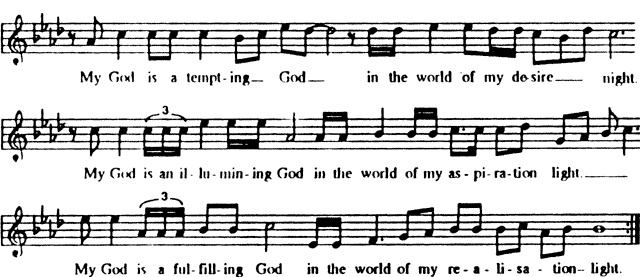 My God is a tempt-ing God in the world of my de-sire night.
3
My God is an il-lu-min-ing God in the world of my as-pi-ra-tion light.
3
My God is a ful-fill-ing God in the world of my re-a-li-sa-tion-light.